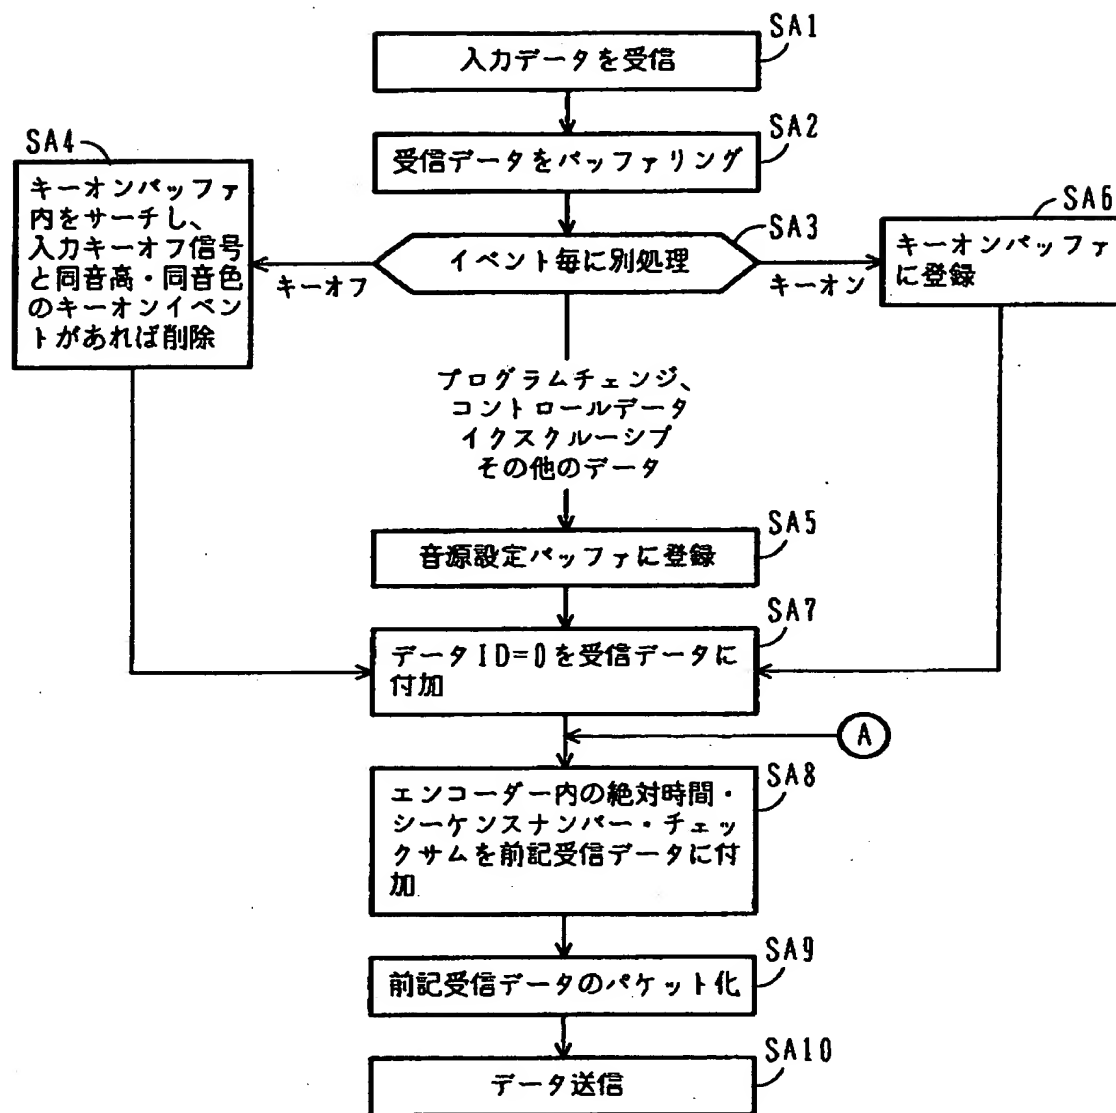 SA1
入力データを受信
SA2
受信データをバッファリング
SA3
イベント毎に別処理
キーオフ
キーオン
SA4
キーオンバッファ
内をサーチし、
入力キーオフ信号
と同音高・同音色
のキーオンイベン
トがあれば削除
SA6
キーオンバッファ
に登録
プログラムチェンジ、
コントロールデータ
イクスクルーシブ
その他のデータ
SA5
音源設定バッファに登録
SA7
データID=0を受信データに
付加
A
SA8
エンコーダー内の絶対時間・
シーケンスナンバー・チェッ
クサムを前記受信データに付
加
SA9
前記受信データのパケット化
SA10
データ送信